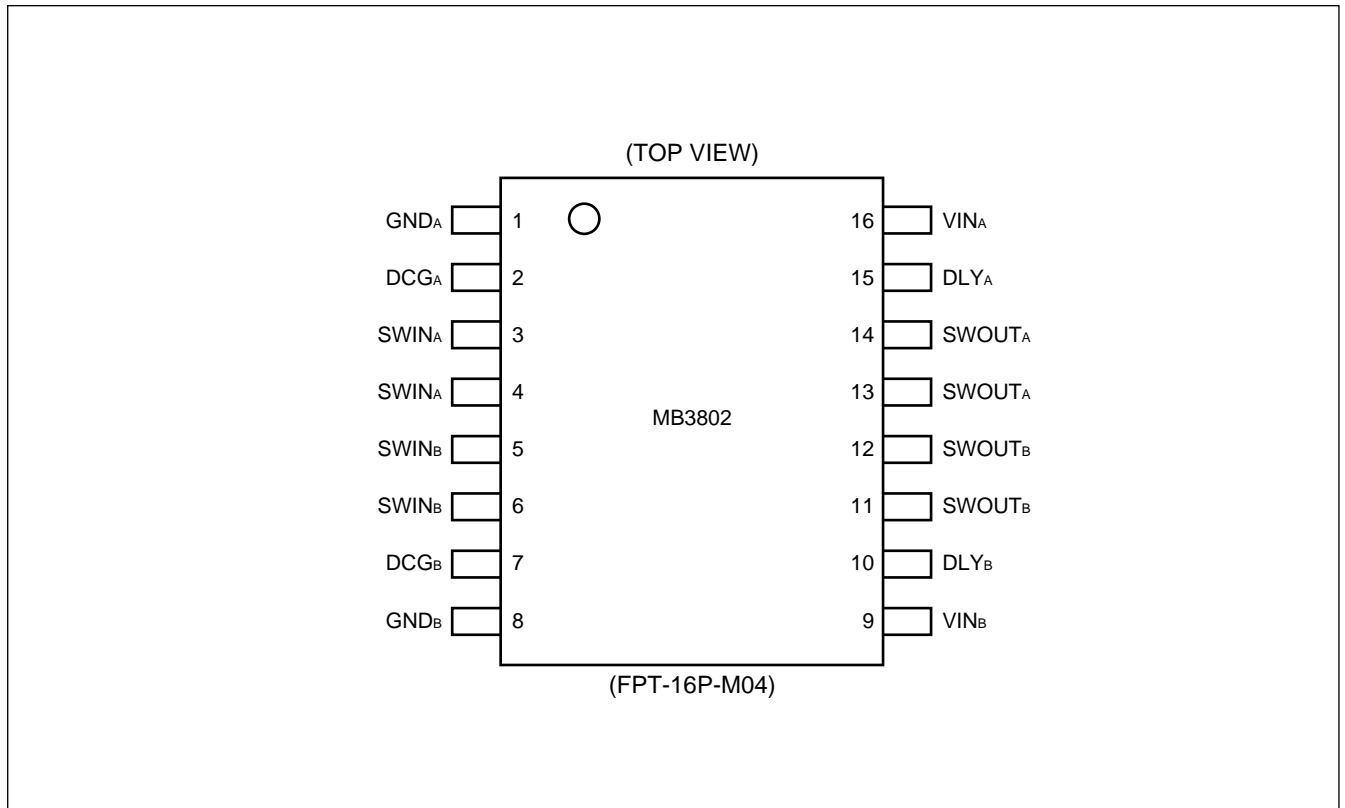 (TOP VIEW)
GNDA 1 16 VINA
DCGA 2 15 DLYA
SWINA 3 14 SWOUTA
SWINA 4 13 SWOUTA
MB3802
SWINB 5 12 SWOUTB
SWINB 6 11 SWOUTB
DCGB 7 10 DLYB
GNDB 8 9 VINB
(FPT-16P-M04)